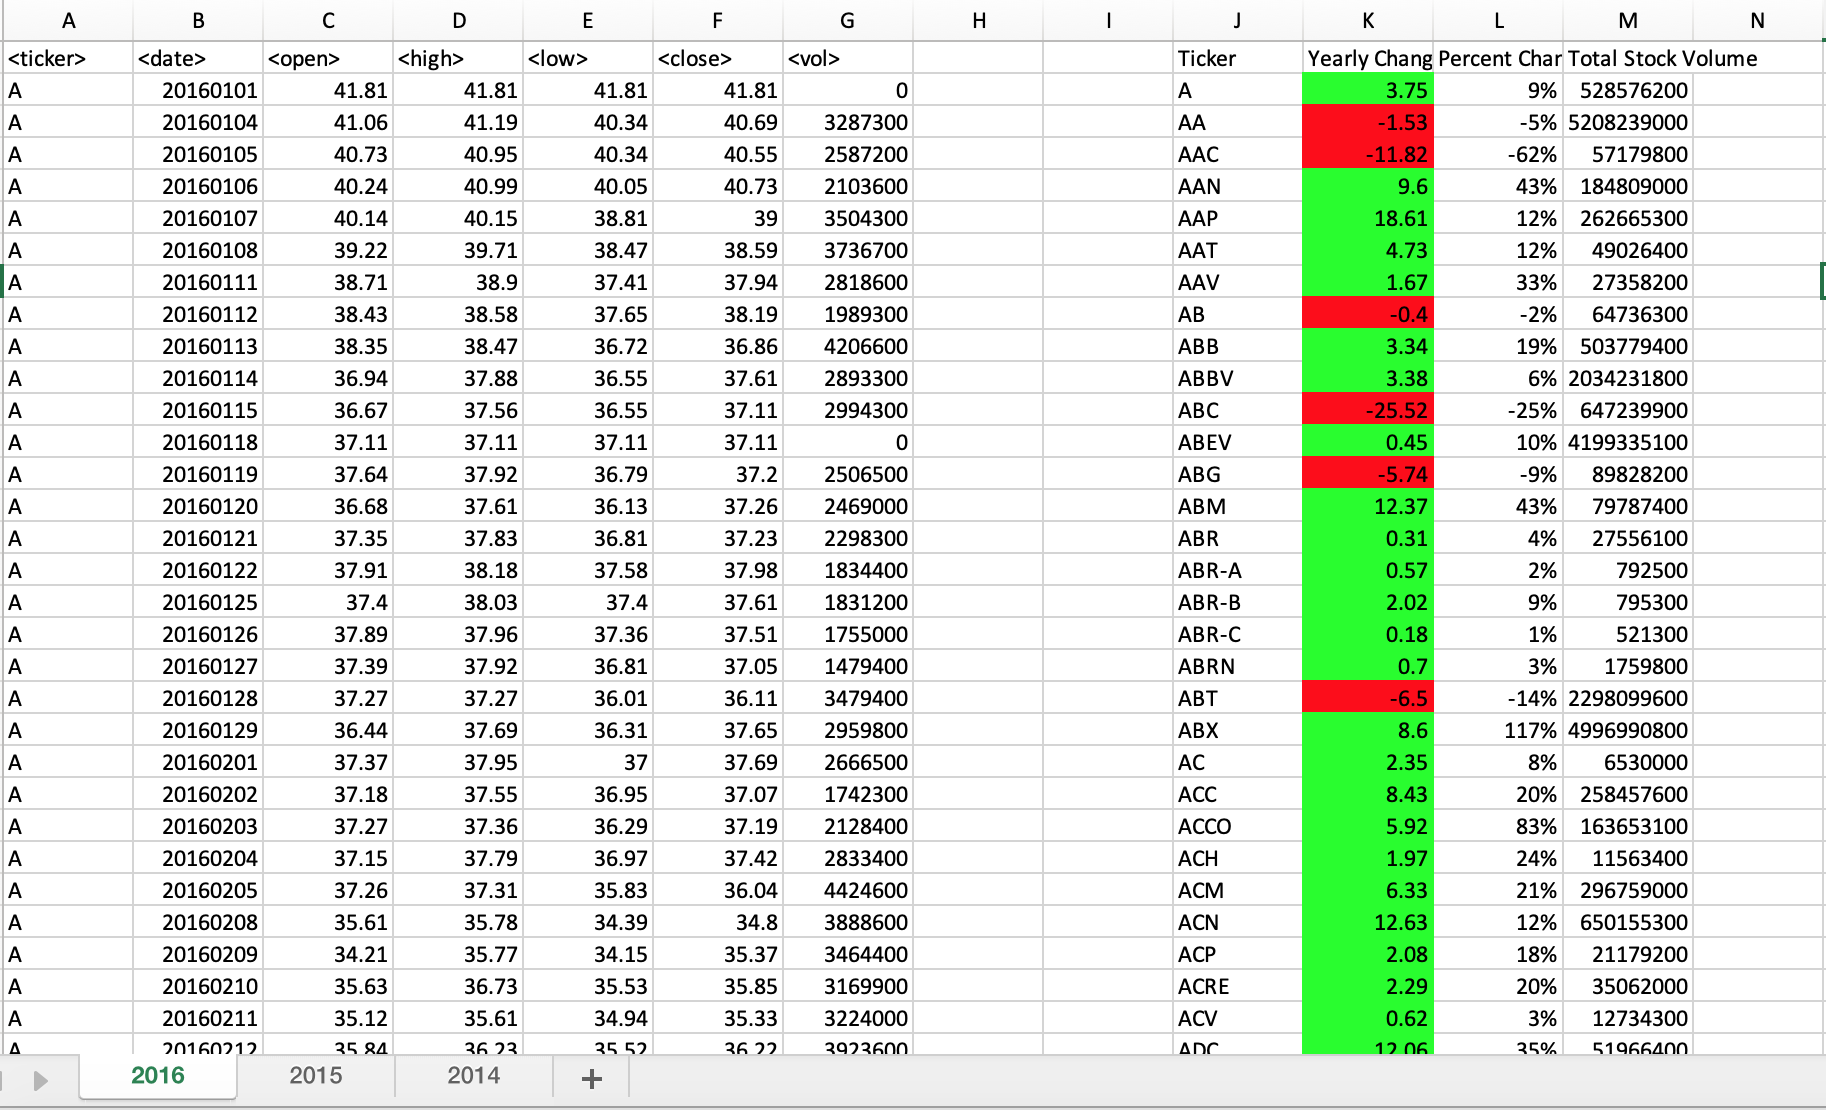 A B C D E F G H I J K L M N
<ticker> <date> <open> <high> <low> <close> <vol> Ticker Yearly Chang Percent Char Total Stock Volume
A 20160101 41.81 41.81 41.81 41.81 0 A 3.75 9% 528576200
A 20160104 41.06 41.19 40.34 40.69 3287300 AA -1.53 -5% 5208239000
A 20160105 40.73 40.95 40.34 40.55 2587200 AAC -11.82 -62% 57179800
A 20160106 40.24 40.99 40.05 40.73 2103600 AAN 9.6 43% 184809000
A 20160107 40.14 40.15 38.81 39 3504300 AAP 18.61 12% 262665300
A 20160108 39.22 39.71 38.47 38.59 3736700 AAT 4.73 12% 49026400
A 20160111 38.71 38.9 37.41 37.94 2818600 AAV 1.67 33% 27358200
A 20160112 38.43 38.58 37.65 38.19 1989300 AB -0.4 -2% 64736300
A 20160113 38.35 38.47 36.72 36.86 4206600 ABB 3.34 19% 503779400
A 20160114 36.94 37.88 36.55 37.61 2893300 ABBV 3.38 6% 2034231800
A 20160115 36.67 37.56 36.55 37.11 2994300 ABC -25.52 -25% 647239900
A 20160118 37.11 37.11 37.11 37.11 0 ABEV 0.45 10% 4199335100
A 20160119 37.64 37.92 36.79 37.2 2506500 ABG -5.74 -9% 89828200
A 20160120 36.68 37.61 36.13 37.26 2469000 ABM 12.37 43% 79787400
A 20160121 37.35 37.83 36.81 37.23 2298300 ABR 0.31 4% 27556100
A 20160122 37.91 38.18 37.58 37.98 1834400 ABR-A 0.57 2% 792500
A 20160125 37.4 38.03 37.4 37.61 1831200 ABR-B 2.02 9% 795300
A 20160126 37.89 37.96 37.36 37.51 1755000 ABR-C 0.18 1% 521300
A 20160127 37.39 37.92 36.81 37.05 1479400 ABRN 0.7 3% 1759800
A 20160128 37.27 37.27 36.01 36.11 3479400 ABT -6.5 -14% 2298099600
A 20160129 36.44 37.69 36.31 37.65 2959800 ABX 8.6 117% 4996990800
A 20160201 37.37 37.95 37 37.69 2666500 AC 2.35 8% 6530000
A 20160202 37.18 37.55 36.95 37.07 1742300 ACC 8.43 20% 258457600
A 20160203 37.27 37.36 36.29 37.19 2128400 ACCO 5.92 83% 163653100
A 20160204 37.15 37.79 36.97 37.42 2833400 ACH 1.97 24% 11563400
A 20160205 37.26 37.31 35.83 36.04 4424600 ACM 6.33 21% 296759000
A 20160208 35.61 35.78 34.39 34.8 3888600 ACN 12.63 12% 650155300
A 20160209 34.21 35.77 34.15 35.37 3464400 ACP 2.08 18% 21179200
A 20160210 35.63 36.73 35.53 35.85 3169900 ACRE 2.29 20% 35062000
A 20160211 35.12 35.61 34.94 35.33 3224000 ACV 0.62 3% 12734300
A 20160212 35.84 36.23 35.52 36.22 3923600 ADC 12.06 35% 51966400
2016 2015 2014 +